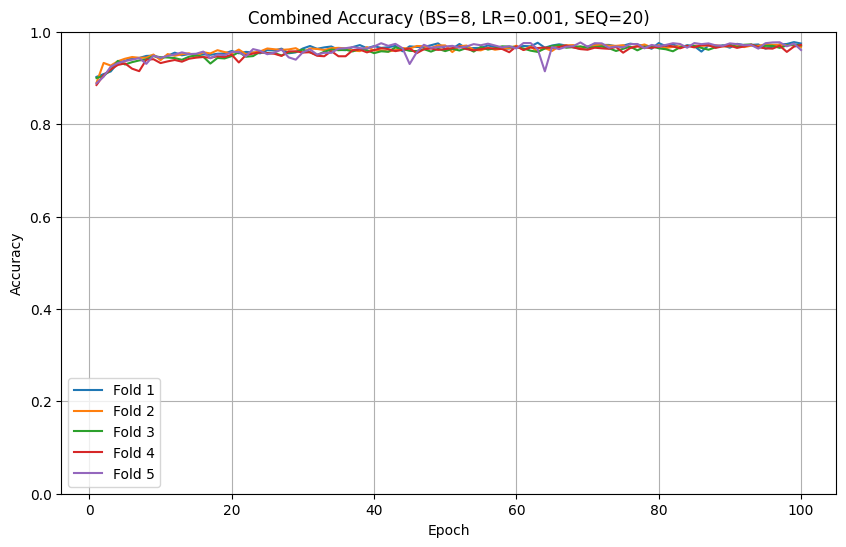 Combined Accuracy (BS=8, LR=0.001, SEQ=20)
1.0
0.8
0.6
0.4
0.2
0.0
Accuracy
Fold 1
Fold 2
Fold 3
Fold 4
Fold 5
0 20 40 60 80 100
Epoch